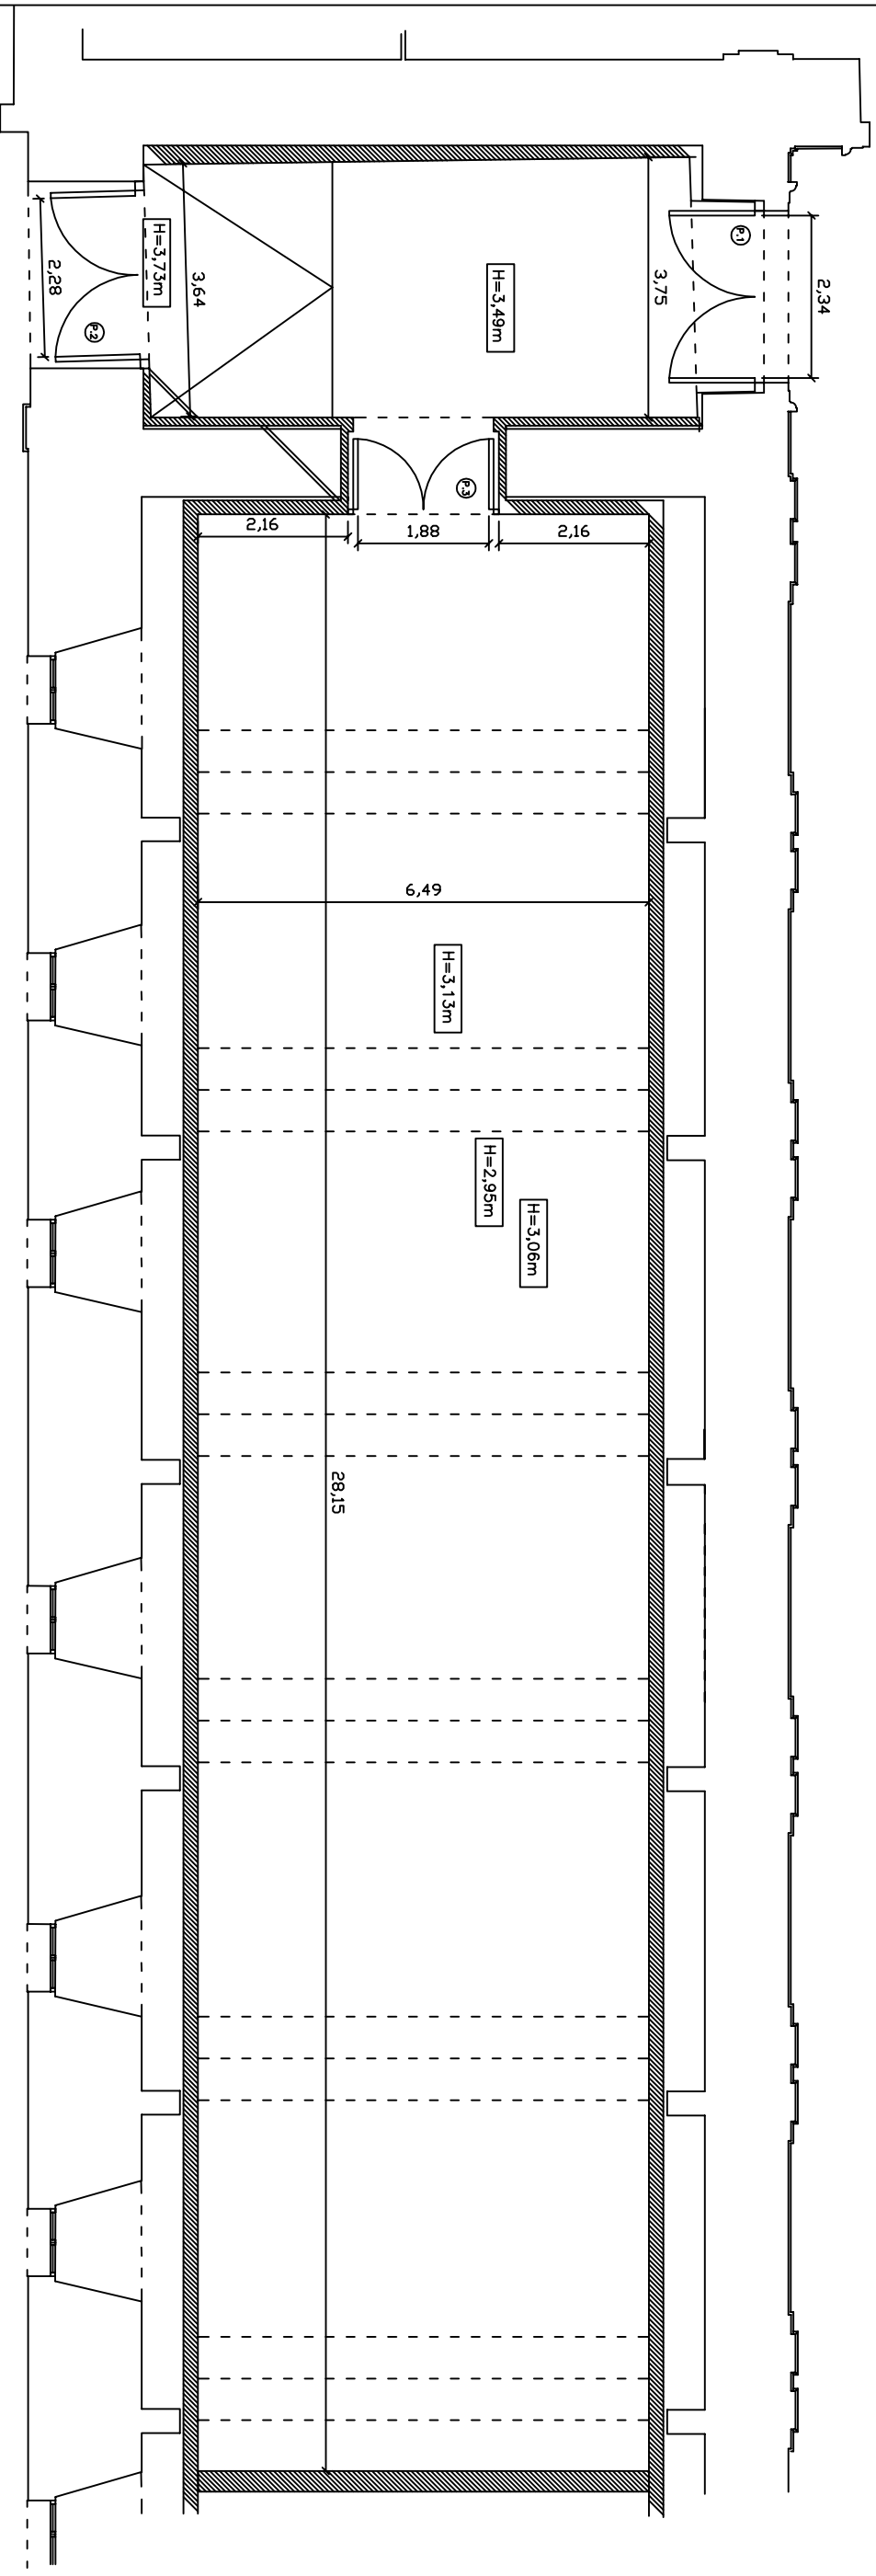 2,34
P.1
3,75
H=3,49m
3,64
H=3,73m
2,28
P.2
P.3
2,16
1,88
2,16
6,49
H=3,13m
H=2,95m
H=3,06m
28,15